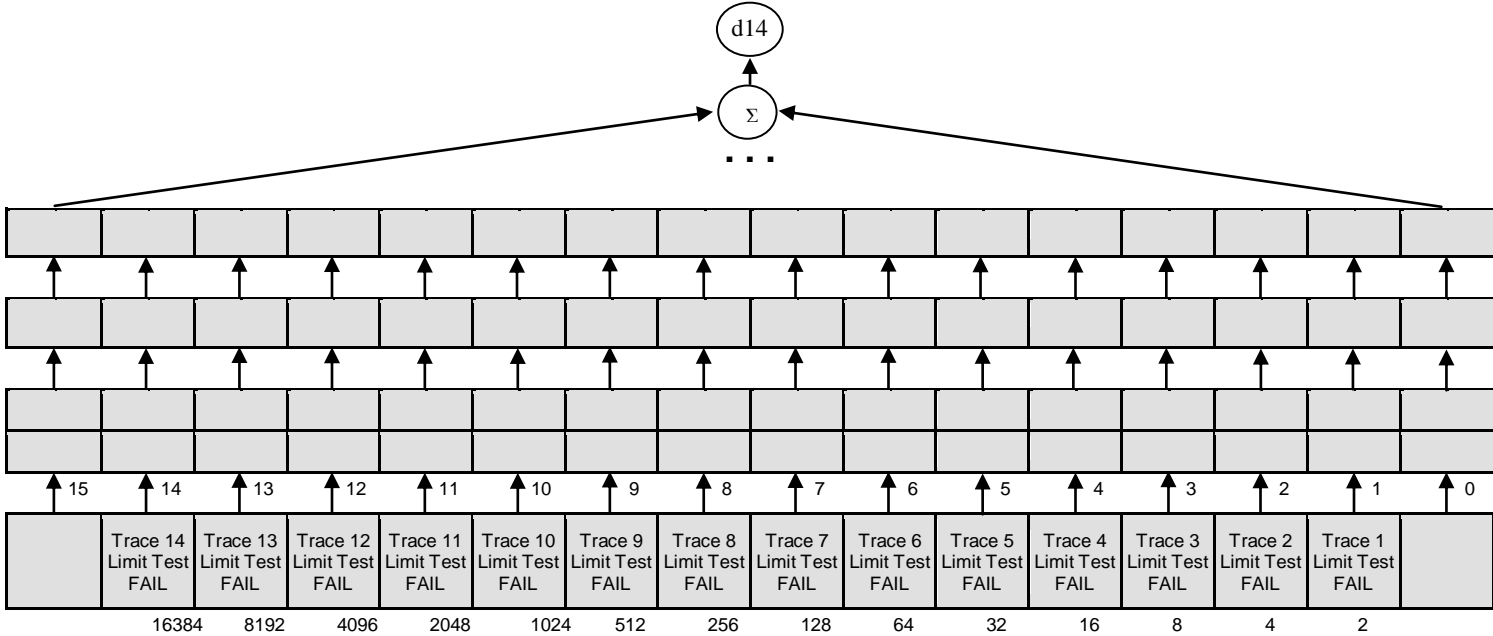 d14
Σ
. . .
15 14 13 12 11 10 9 8 7 6 5 4 3 2 1 0
Trace 14 Trace 13 Trace 12 Trace 11 Trace 10 Trace 9 Trace 8 Trace 7 Trace 6 Trace 5 Trace 4 Trace 3 Trace 2 Trace 1
Limit Test Limit Test Limit Test Limit Test Limit Test Limit Test Limit Test Limit Test Limit Test Limit Test Limit Test Limit Test Limit Test Limit Test
FAIL FAIL FAIL FAIL FAIL FAIL FAIL FAIL FAIL FAIL FAIL FAIL FAIL FAIL
16384 8192 4096 2048 1024 512 256 128 64 32 16 8 4 2